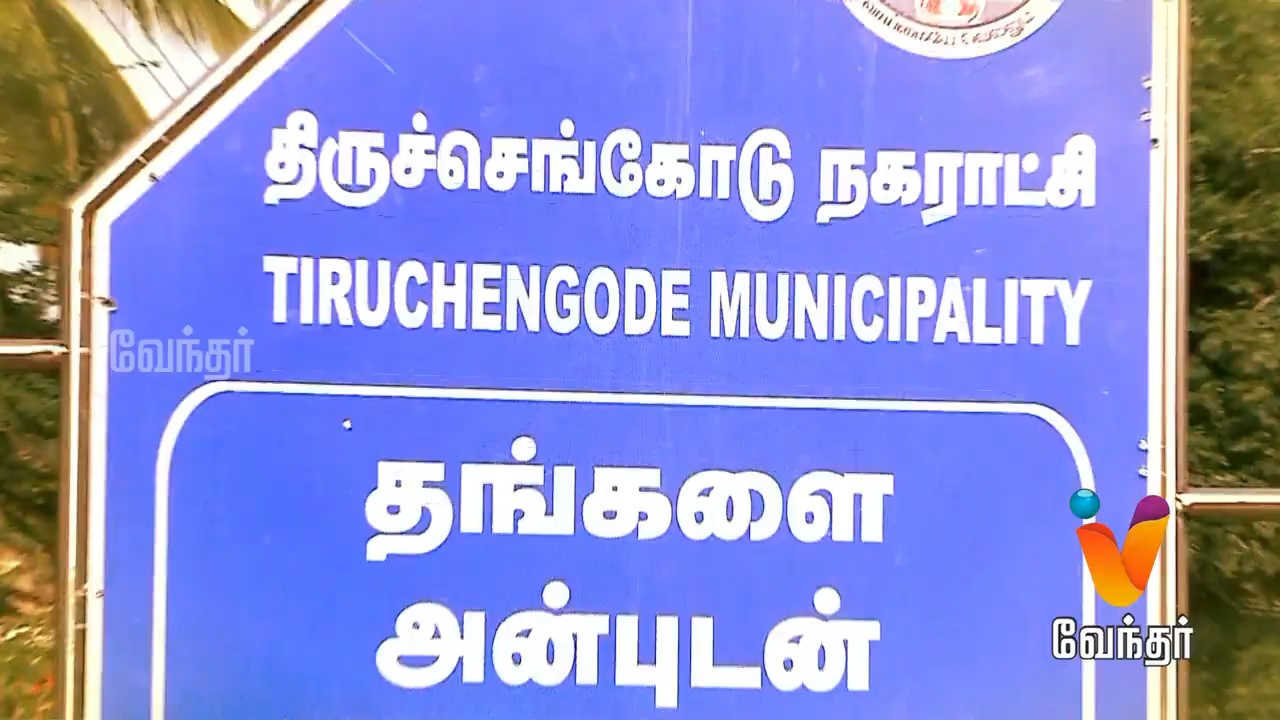 திருச்செங்கோடு நகராட்சி
TIRUCHENGODE MUNICIPALITY
வேந்தர்
தங்களை
அன்புடன்
வேந்தர்